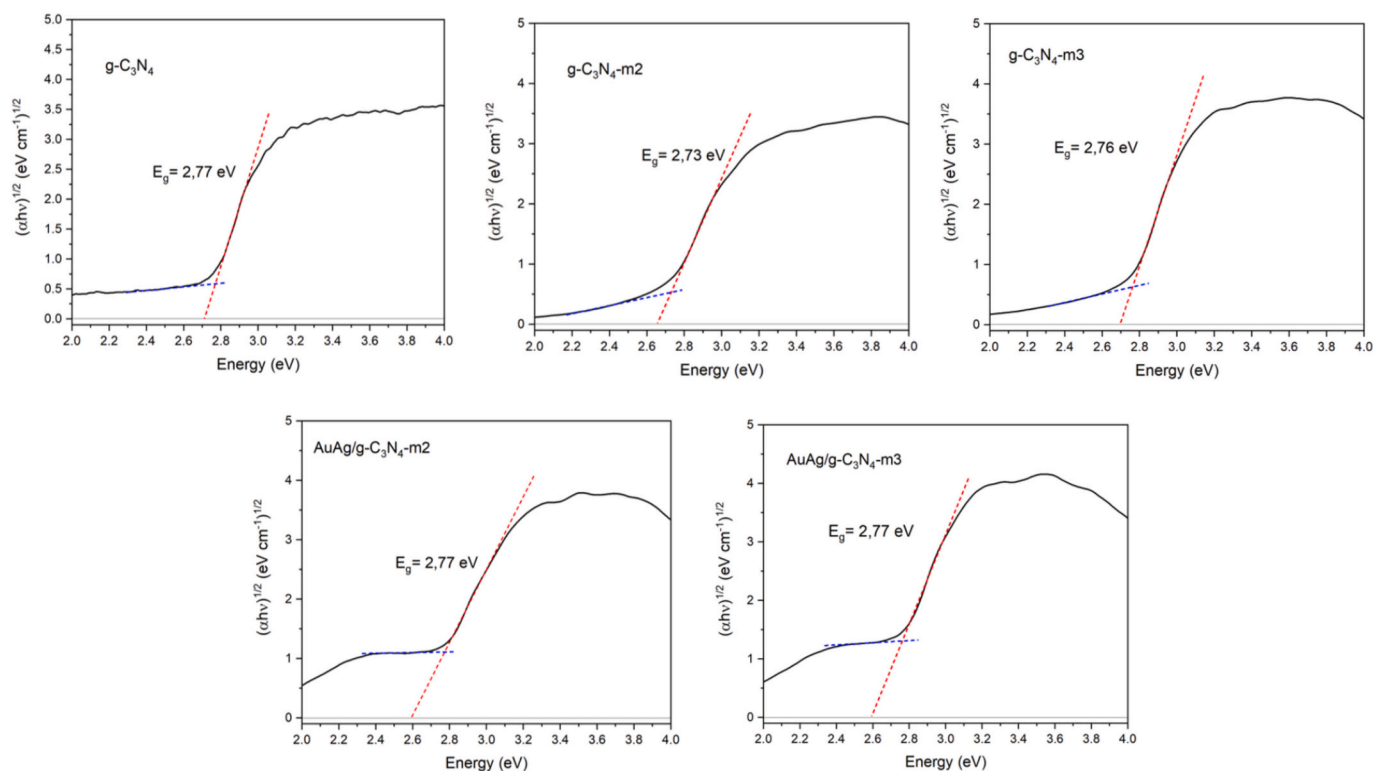 g-C₃N₄
E_g= 2,77 eV
(αhν)^1/2 (eV cm⁻¹)^1/2
5.0
4.5
4.0
3.5
3.0
2.5
2.0
1.5
1.0
0.5
0.0
2.0 2.2 2.4 2.6 2.8 3.0 3.2 3.4 3.6 3.8 4.0
Energy (eV)
g-C₃N₄-m2
E_g= 2,73 eV
(αhν)^1/2 (eV cm⁻¹)^1/2
5
4
3
2
1
0
2.0 2.2 2.4 2.6 2.8 3.0 3.2 3.4 3.6 3.8 4.0
Energy (eV)
g-C₃N₄-m3
E_g= 2,76 eV
(αhν)^1/2 (eV cm⁻¹)^1/2
5
4
3
2
1
0
2.0 2.2 2.4 2.6 2.8 3.0 3.2 3.4 3.6 3.8 4.0
Energy (eV)
AuAg/g-C₃N₄-m2
E_g= 2,77 eV
(αhν)^1/2 (eV cm⁻¹)^1/2
5
4
3
2
1
0
2.0 2.2 2.4 2.6 2.8 3.0 3.2 3.4 3.6 3.8 4.0
Energy (eV)
AuAg/g-C₃N₄-m3
E_g= 2,77 eV
(αhν)^1/2 (eV cm⁻¹)^1/2
5
4
3
2
1
0
2.0 2.2 2.4 2.6 2.8 3.0 3.2 3.4 3.6 3.8 4.0
Energy (eV)